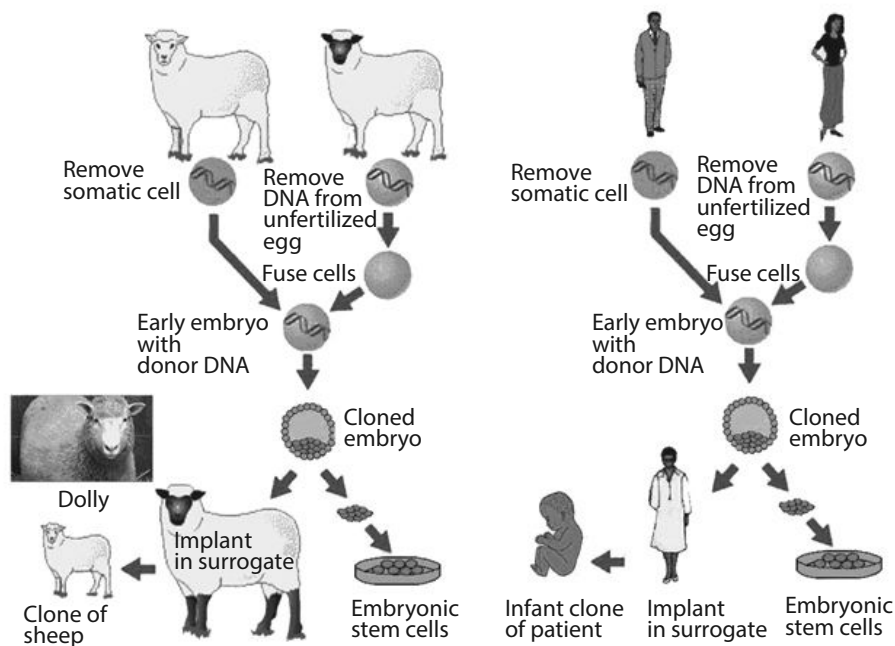 Remove
somatic cell
Remove
DNA from
unfertilized
egg
Fuse cells
Early embryo
with
donor DNA
Cloned
embryo
Dolly
Implant
in surrogate
Clone of
sheep
Embryonic
stem cells
Remove
somatic cell
Remove
DNA from
unfertilized
egg
Fuse cells
Early embryo
with
donor DNA
Cloned
embryo
Infant clone
of patient
Implant
in surrogate
Embryonic
stem cells